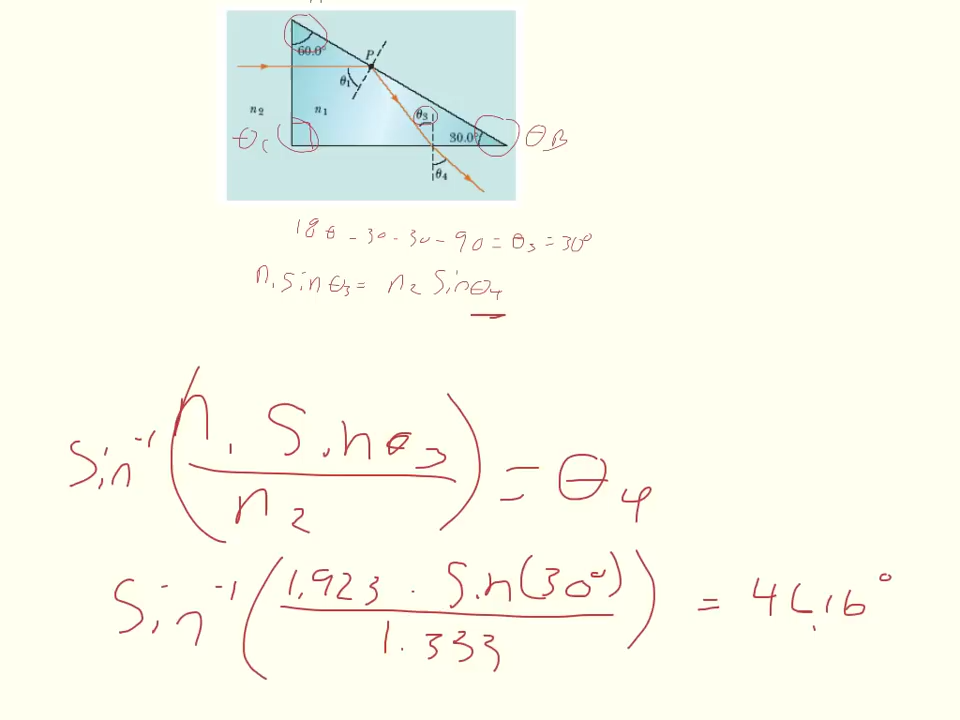 60.0°
P
θ1
n2 n1 θ3
θC 30.0° θB
θ4
180 - 30 - 30 - 90 = θ3 = 30°
n1 sin θ3 = n2 sin θ4
sin⁻¹(n1 sin θ3 / n2) = θ4
sin⁻¹(1.923 · sin(30°) / 1.333) = 46.16°